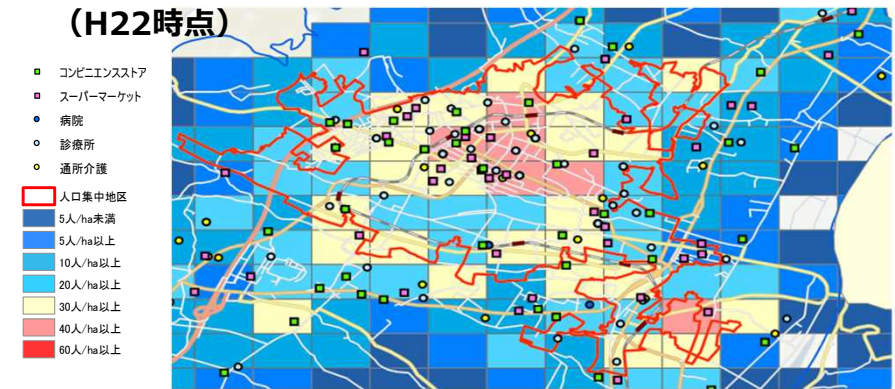 (H22時点)
コンビニエンスストア
スーパーマーケット
病院
診療所
通所介護
人口集中地区
5人/ha未満
5人/ha以上
10人/ha以上
20人/ha以上
30人/ha以上
40人/ha以上
60人/ha以上